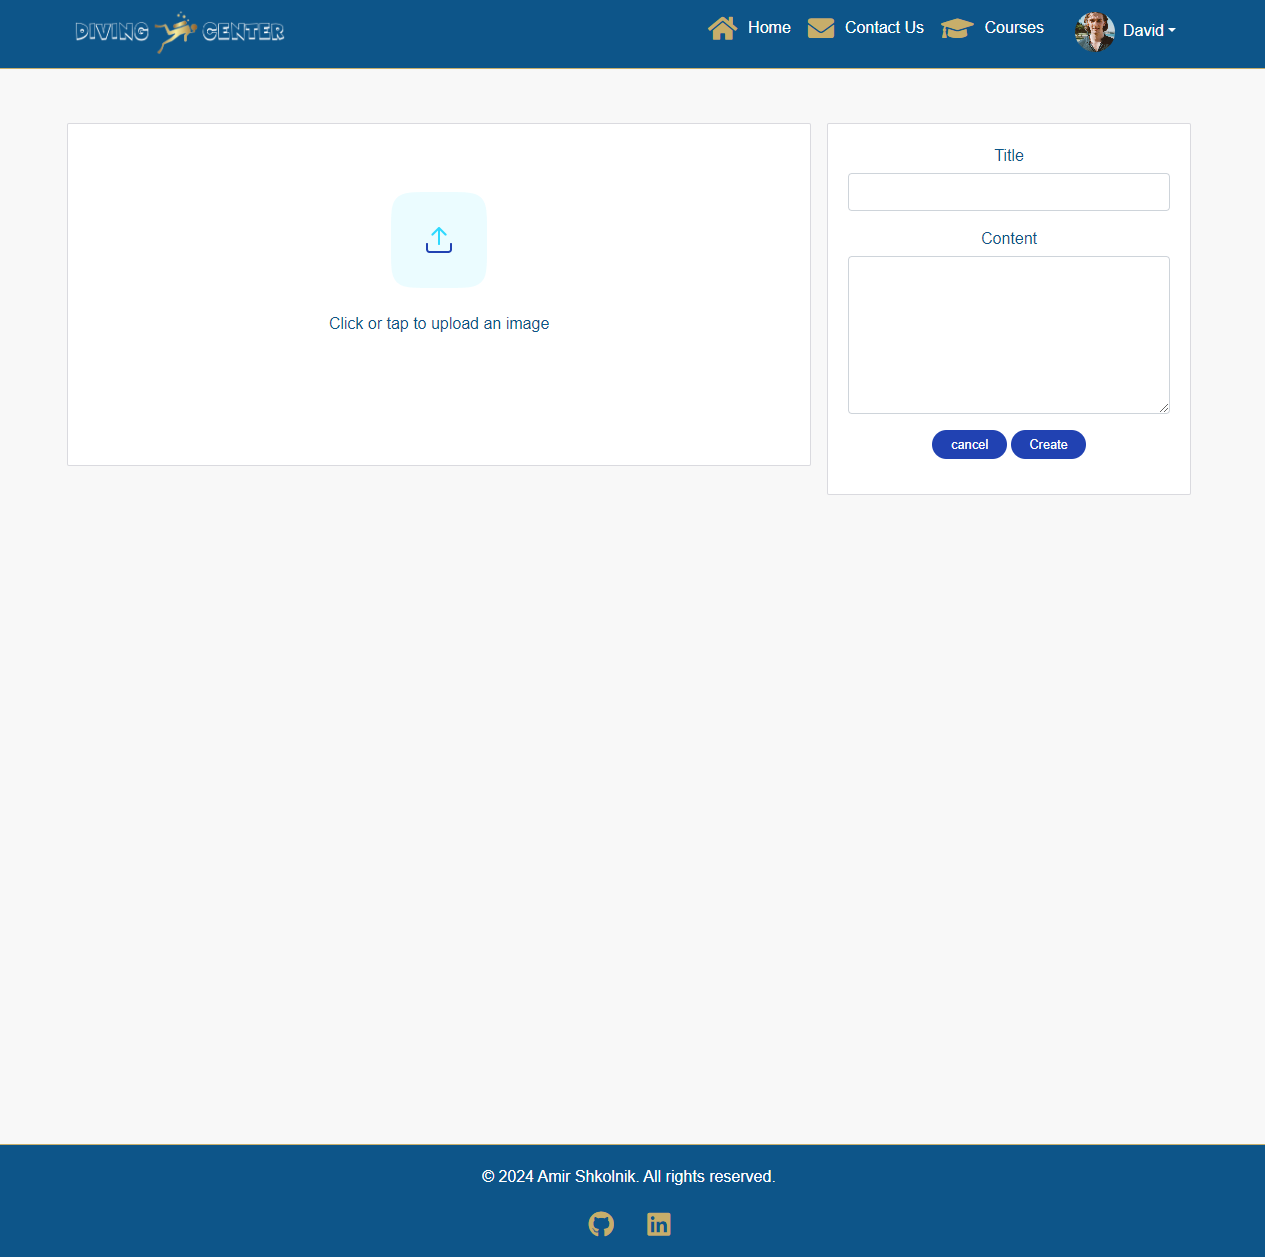 DIVING CENTER
Home
Contact Us
Courses
David
Click or tap to upload an image
Title
Content
cancel
Create
© 2024 Amir Shkolnik. All rights reserved.
in